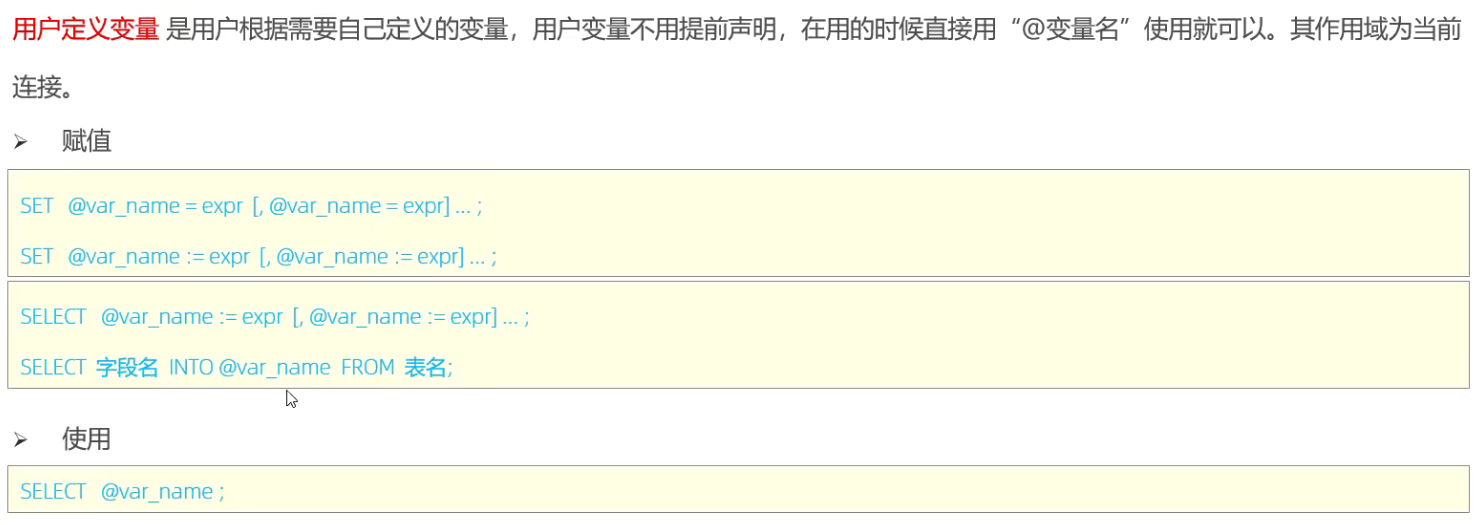 用户定义变量 是用户根据需要自己定义的变量，用户变量不用提前声明，在用的时候直接用“@变量名”使用就可以。其作用域为当前
连接。
➢ 赋值
SET @var_name = expr [, @var_name = expr] ... ;
SET @var_name := expr [, @var_name := expr] ... ;
SELECT @var_name := expr [, @var_name := expr] ... ;
SELECT 字段名 INTO @var_name FROM 表名;
➢ 使用
SELECT @var_name ;